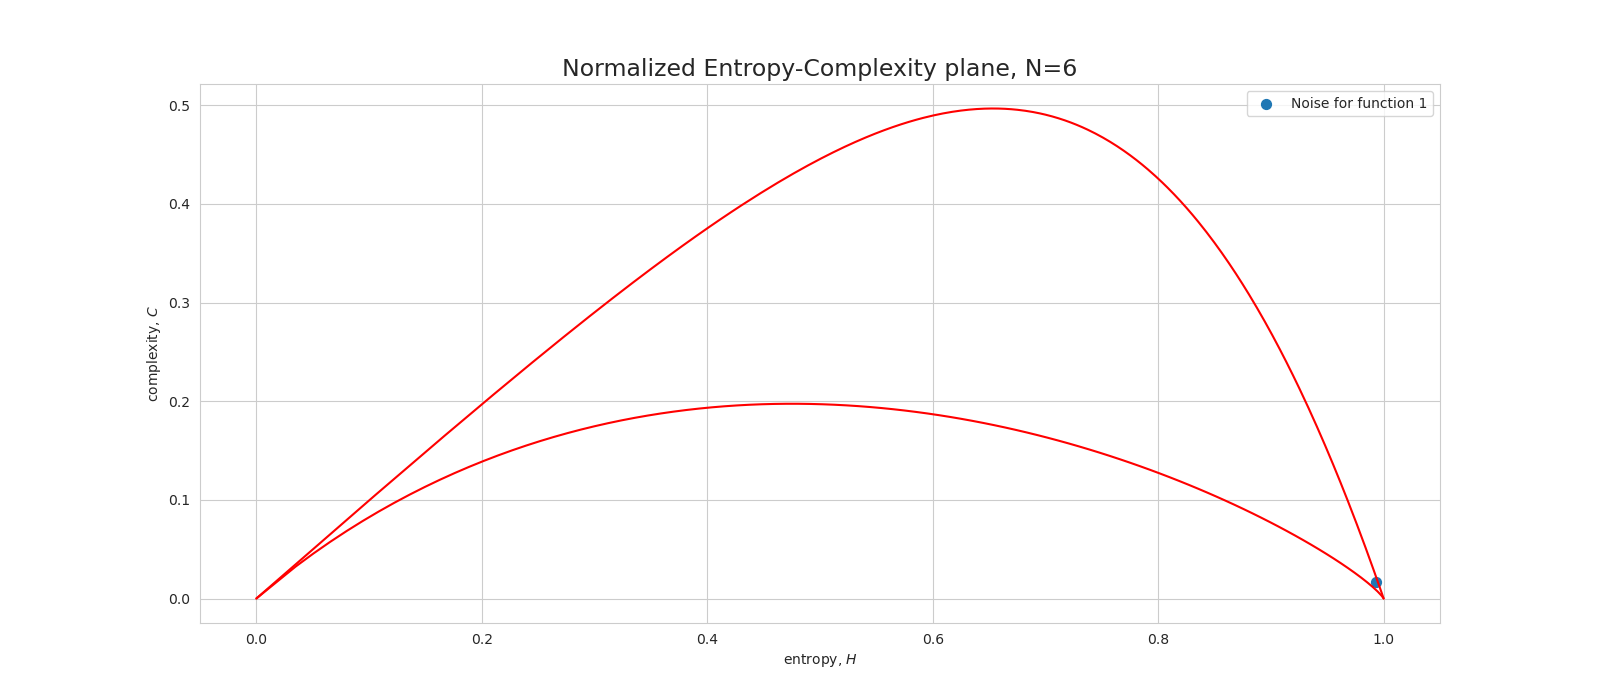 Normalized Entropy-Complexity plane, N=6
Noise for function 1
0.5
0.4
0.3
0.2
0.1
0.0
complexity, C
0.0 0.2 0.4 0.6 0.8 1.0
entropy, H